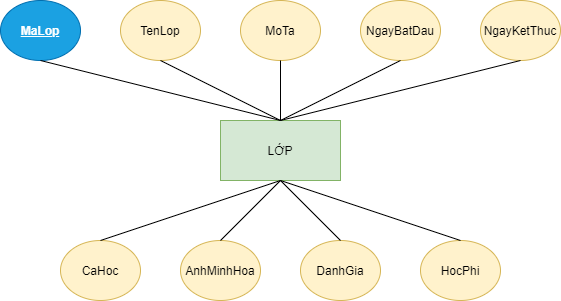 MaLop
TenLop
MoTa
NgayBatDau
NgayKetThuc
LỚP
CaHoc
AnhMinhHoa
DanhGia
HocPhi